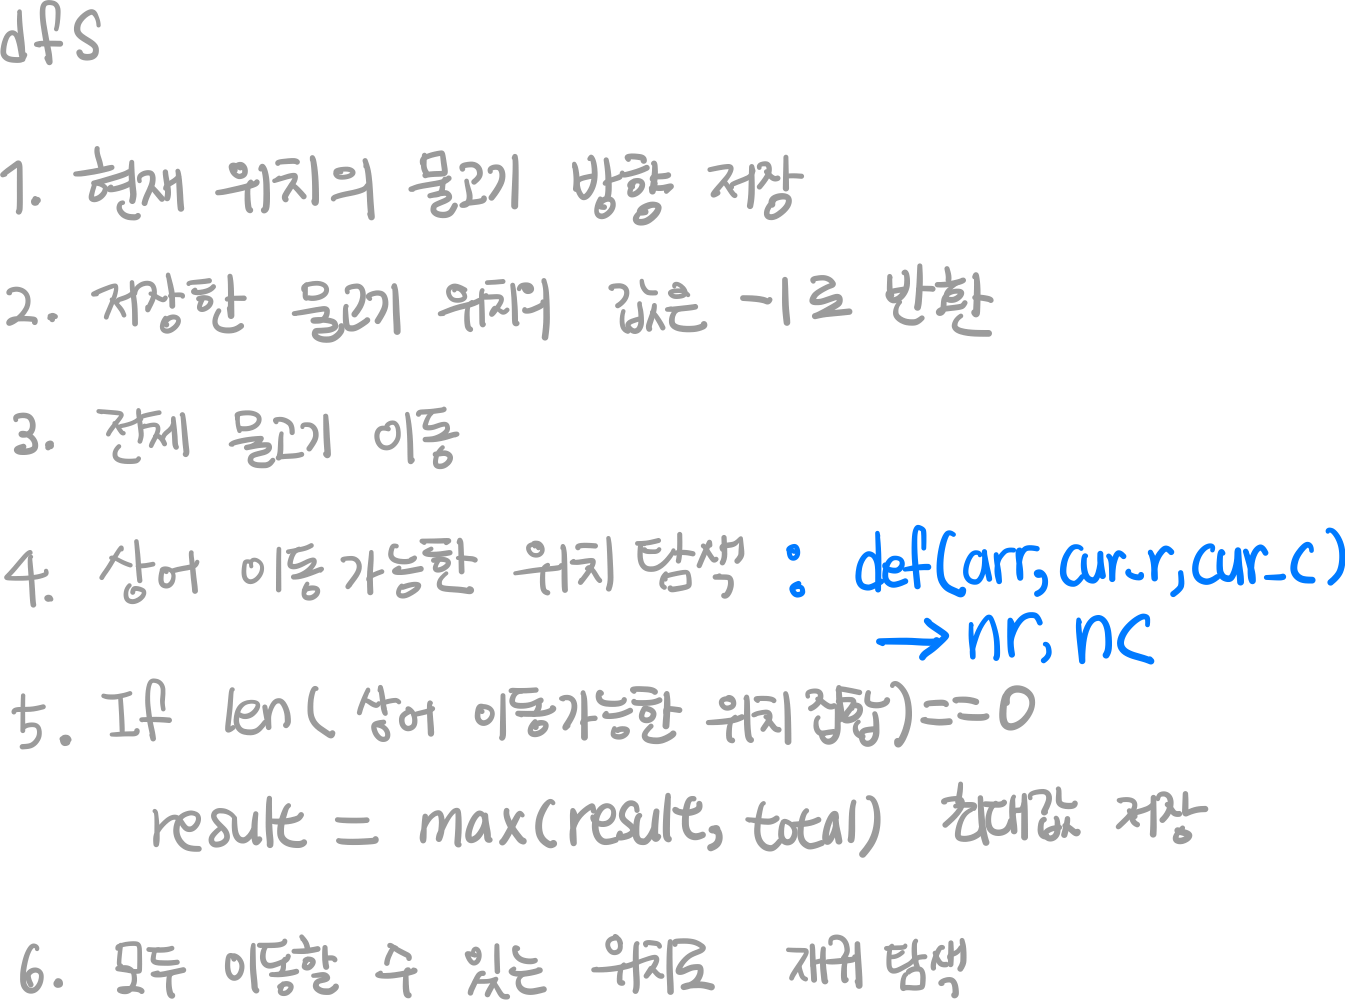 dfs
1. 현재 위치의 물고기 방향 저장
2. 저장한 물고기 위치의 값은 -1로 반환
3. 전체 물고기 이동
4. 상어 이동가능한 위치 탐색 : def(arr, cur_r, cur_c)
→ nr, nc
5. If len( 상어 이동가능한 위치 집합)==0
result = max(result, total) 최대값 저장
6. 모두 이동할 수 있는 위치로 재귀 탐색